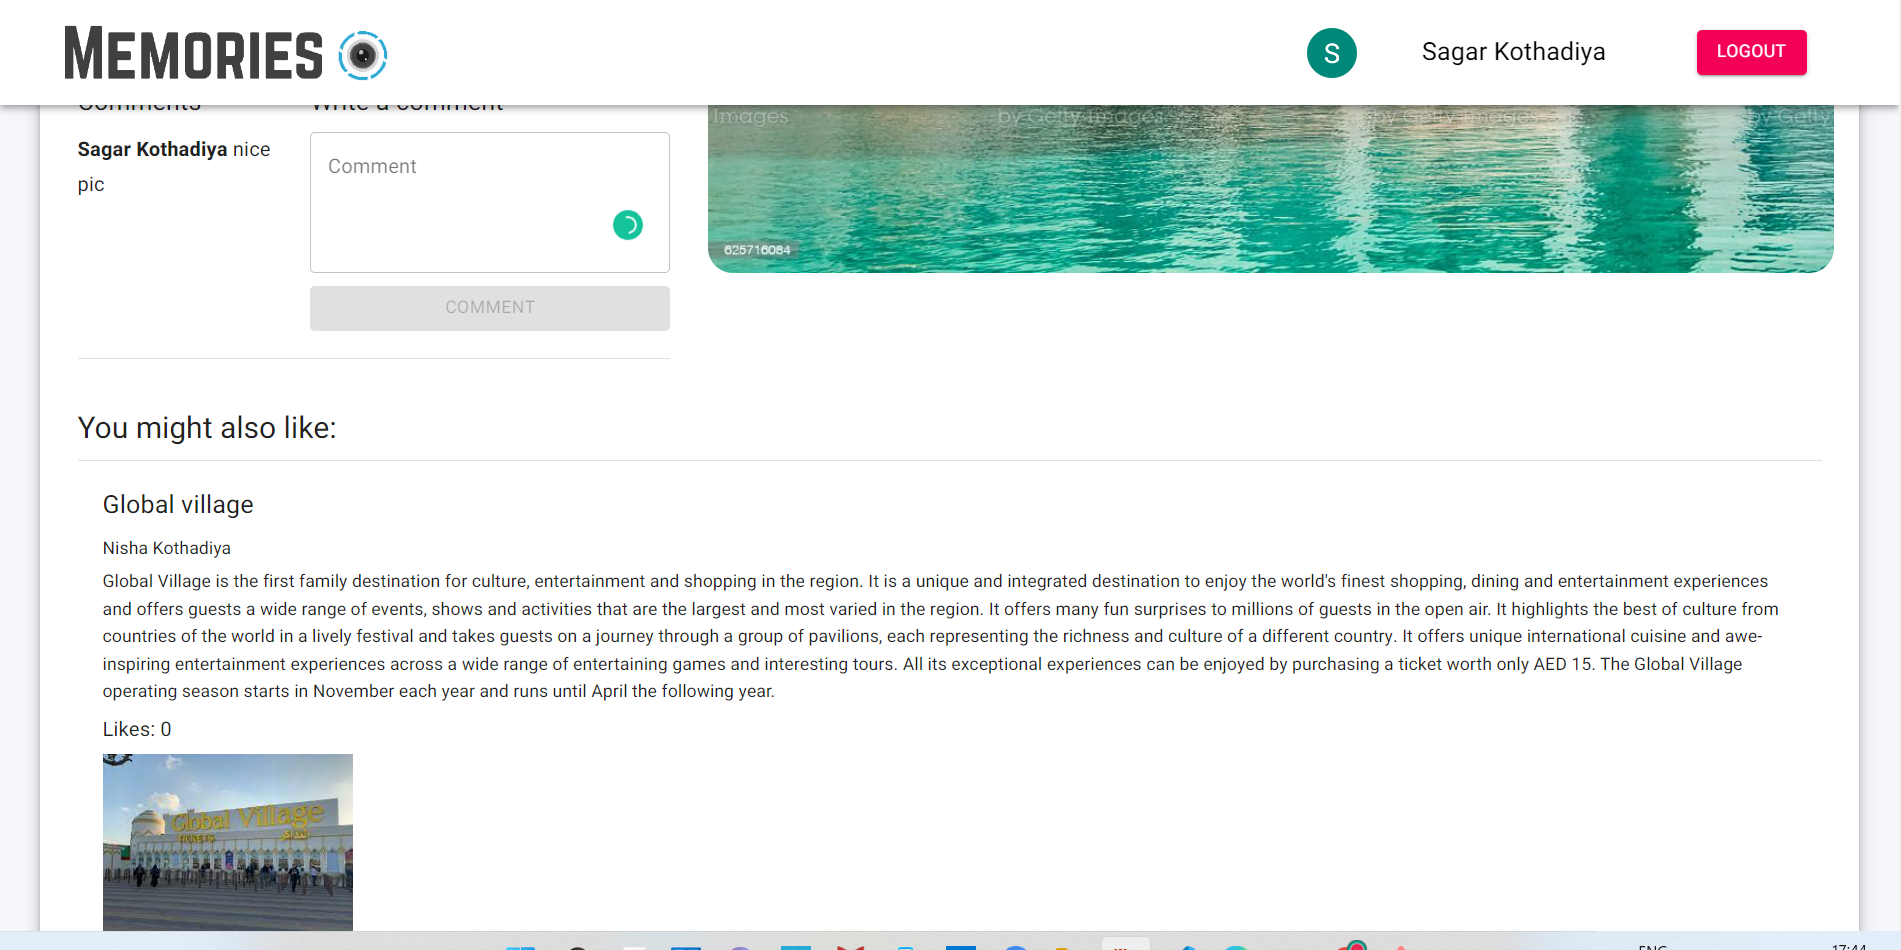 MEMORIES
S
Sagar Kothadiya
LOGOUT
Comments
Write a comment
Images
by Getty Images
by Getty Images
by Getty
Sagar Kothadiya nice
pic
Comment
625716084
COMMENT
You might also like:
Global village
Nisha Kothadiya
Global Village is the first family destination for culture, entertainment and shopping in the region. It is a unique and integrated destination to enjoy the world's finest shopping, dining and entertainment experiences
and offers guests a wide range of events, shows and activities that are the largest and most varied in the region. It offers many fun surprises to millions of guests in the open air. It highlights the best of culture from
countries of the world in a lively festival and takes guests on a journey through a group of pavilions, each representing the richness and culture of a different country. It offers unique international cuisine and awe-
inspiring entertainment experiences across a wide range of entertaining games and interesting tours. All its exceptional experiences can be enjoyed by purchasing a ticket worth only AED 15. The Global Village
operating season starts in November each year and runs until April the following year.
Likes: 0
Global Village
TICKETS
التذاكر
ENG
17:44